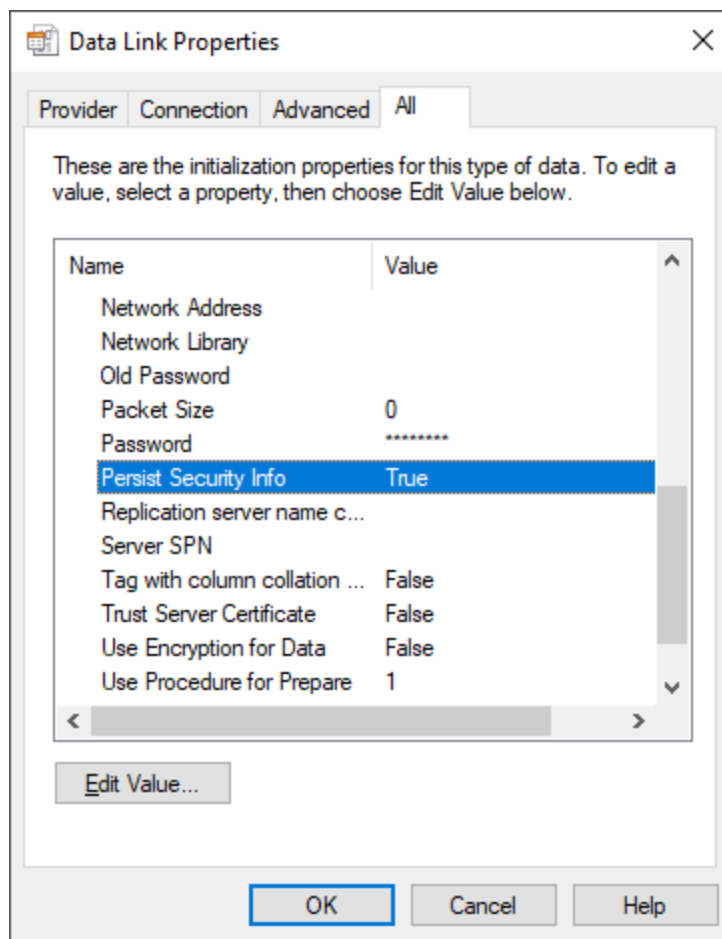 Data Link Properties
Provider Connection Advanced All
These are the initialization properties for this type of data. To edit a
value, select a property, then choose Edit Value below.
Name Value
Network Address
Network Library
Old Password
Packet Size 0
Password ********
Persist Security Info True
Replication server name c...
Server SPN
Tag with column collation ... False
Trust Server Certificate False
Use Encryption for Data False
Use Procedure for Prepare 1
Edit Value...
OK Cancel Help